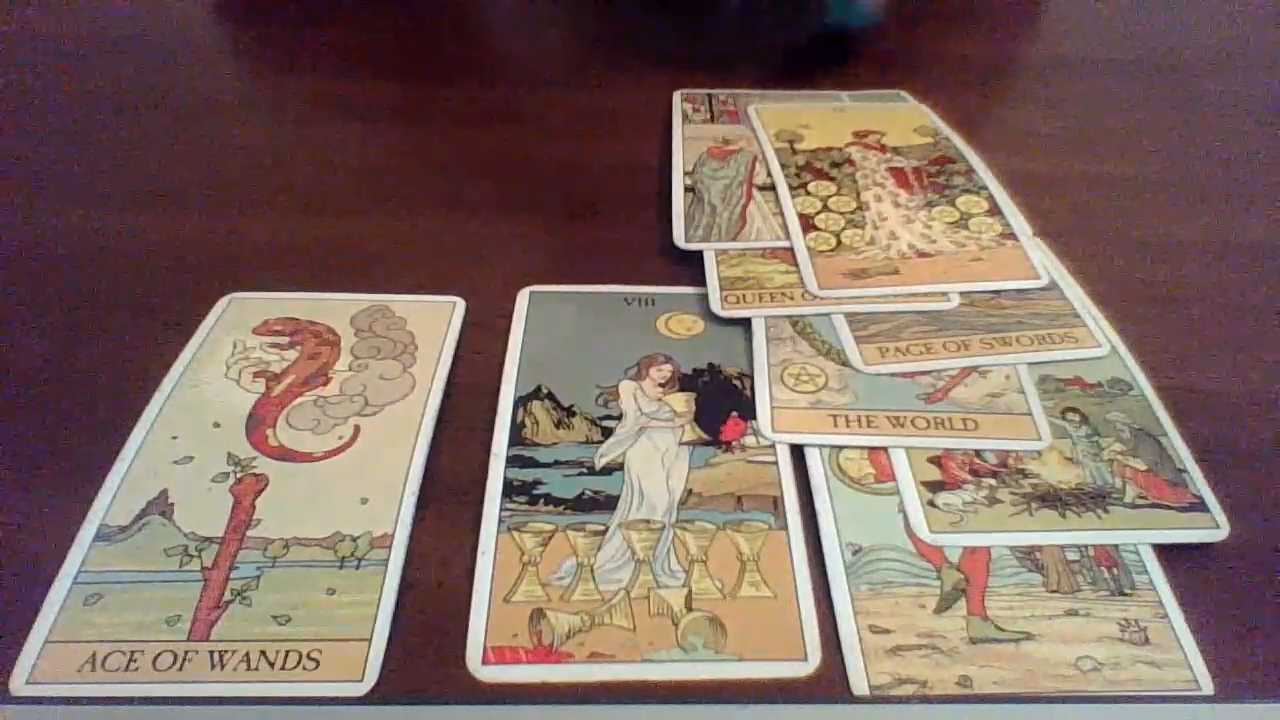 ACE OF WANDS
VIII
QUEEN O
PAGE OF SWORDS
THE WORLD